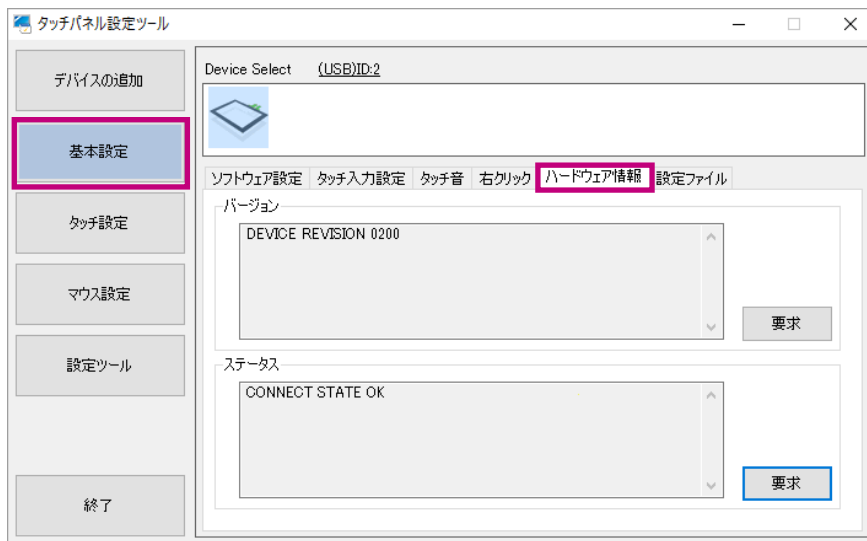 タッチパネル設定ツール
デバイスの追加
基本設定
タッチ設定
マウス設定
設定ツール
終了
Device Select (USB)ID:2
ソフトウェア設定 タッチ入力設定 タッチ音 右クリック ハードウェア情報 設定ファイル
バージョン
DEVICE REVISION 0200
要求
ステータス
CONNECT STATE OK
要求